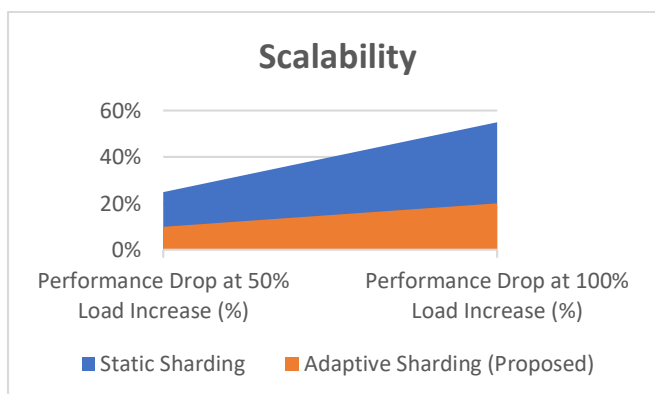 Scalability
60%
40%
20%
0%
Performance Drop at 50%
Load Increase (%)
Performance Drop at 100%
Load Increase (%)
Static Sharding
Adaptive Sharding (Proposed)